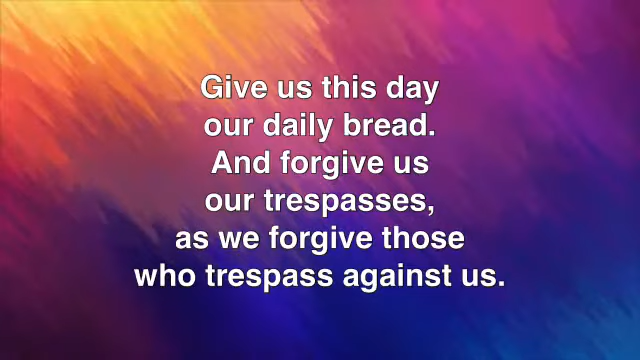 Give us this day
our daily bread.
And forgive us
our trespasses,
as we forgive those
who trespass against us.